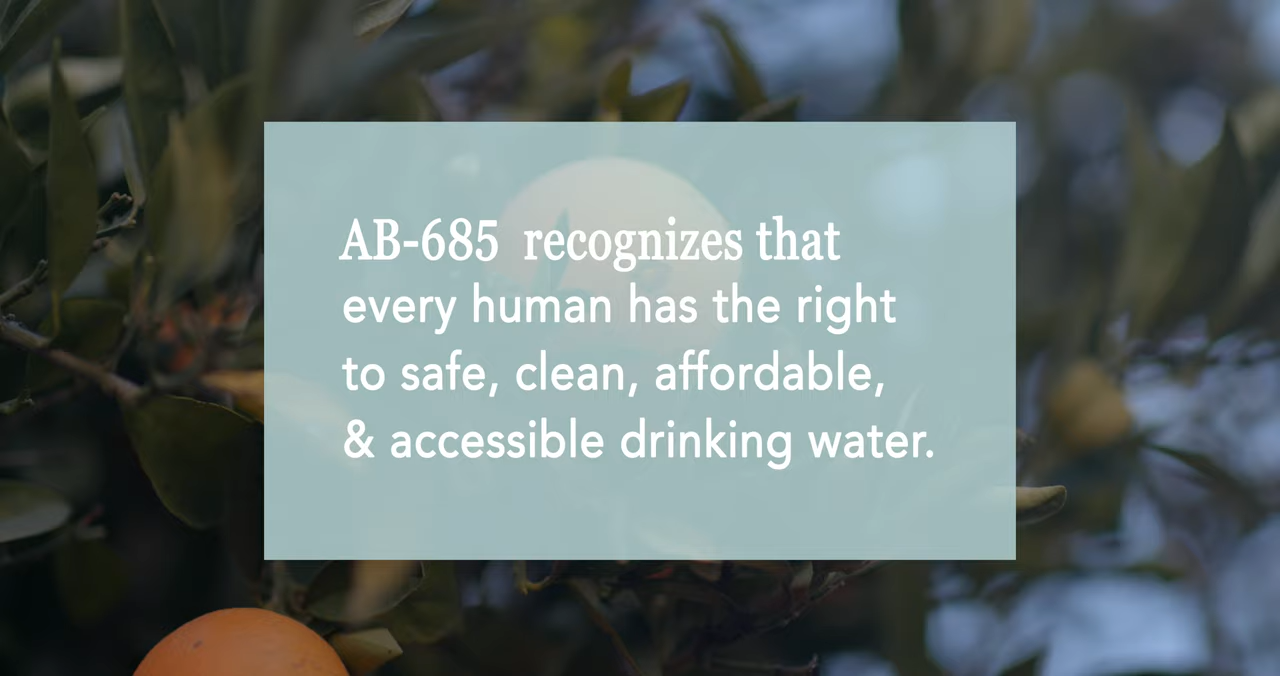 AB-685 recognizes that
every human has the right
to safe, clean, affordable,
& accessible drinking water.